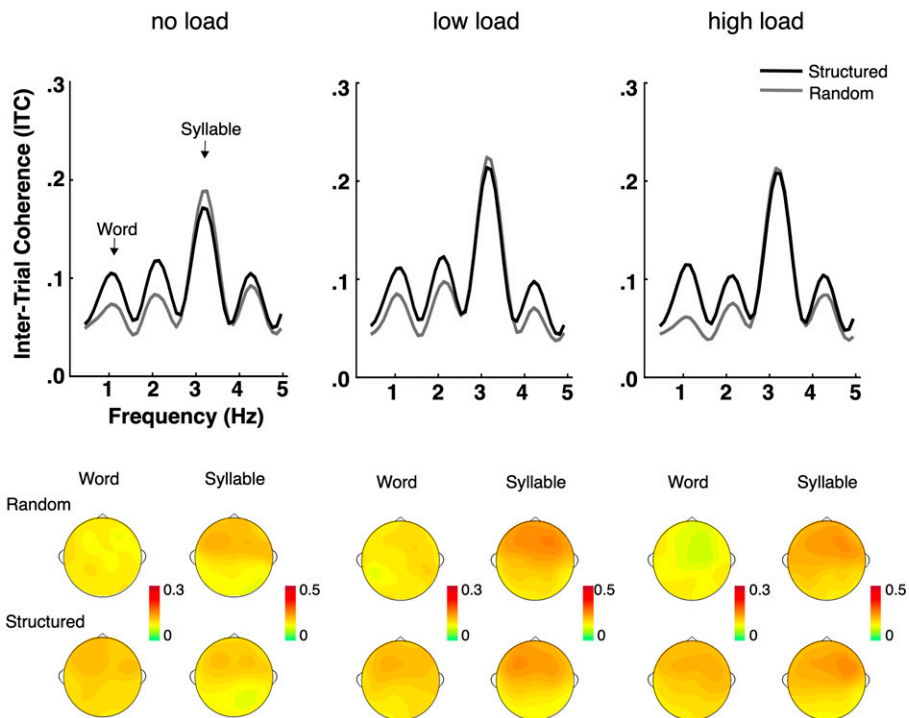 no load low load high load
Structured
Random
Inter-Trial Coherence (ITC)
.3
.2
.1
.0
Syllable
Word
1 2 3 4 5
Frequency (Hz)
.3
.2
.1
.0
1 2 3 4 5
.3
.2
.1
.0
1 2 3 4 5
Word Syllable Word Syllable Word Syllable
Random
0.3 0.5 0.3 0.5 0.3 0.5
0 0 0 0 0 0
Structured